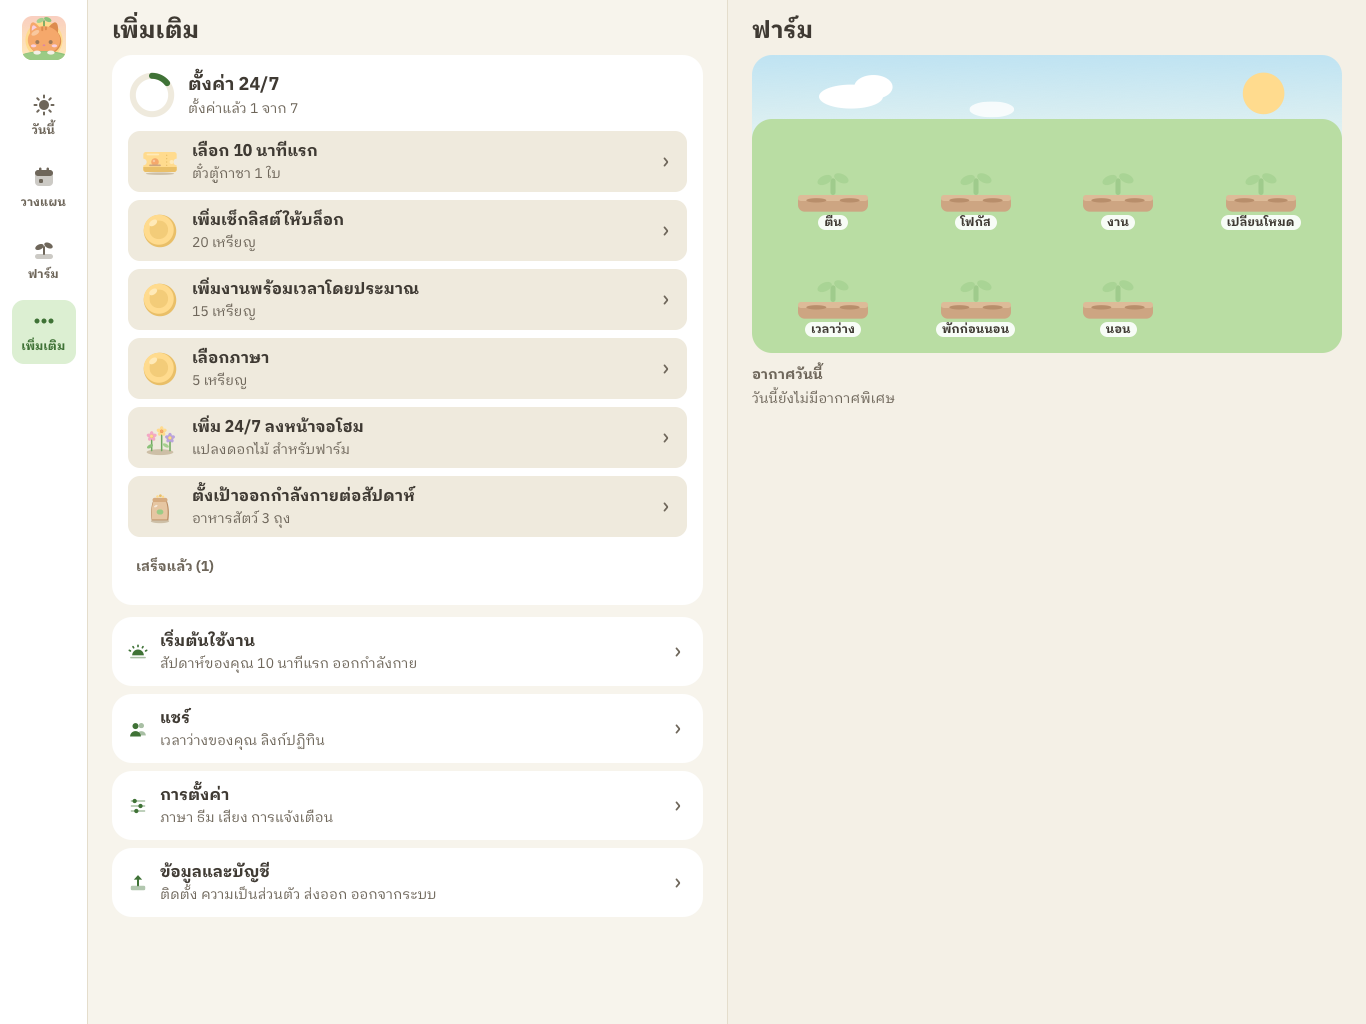 วันนี้
วางแผน
ฟาร์ม
เพิ่มเติม
เพิ่มเติม
ตั้งค่า 24/7
ตั้งค่าแล้ว 1 จาก 7
เลือก 10 นาทีแรก
ตั๋วตู้กาชา 1 ใบ
เพิ่มเช็กลิสต์ให้บล็อก
20 เหรียญ
เพิ่มงานพร้อมเวลาโดยประมาณ
15 เหรียญ
เลือกภาษา
5 เหรียญ
เพิ่ม 24/7 ลงหน้าจอโฮม
แปลงดอกไม้ สำหรับฟาร์ม
ตั้งเป้าออกกำลังกายต่อสัปดาห์
อาหารสัตว์ 3 ถุง
เสร็จแล้ว (1)
เริ่มต้นใช้งาน
สัปดาห์ของคุณ 10 นาทีแรก ออกกำลังกาย
แชร์
เวลาว่างของคุณ ลิงก์ปฏิทิน
การตั้งค่า
ภาษา ธีม เสียง การแจ้งเตือน
ข้อมูลและบัญชี
ติดตั้ง ความเป็นส่วนตัว ส่งออก ออกจากระบบ
ฟาร์ม
ตื่น
โฟกัส
งาน
เปลี่ยนโหมด
เวลาว่าง
พักก่อนนอน
นอน
อากาศวันนี้
วันนี้ยังไม่มีอากาศพิเศษ